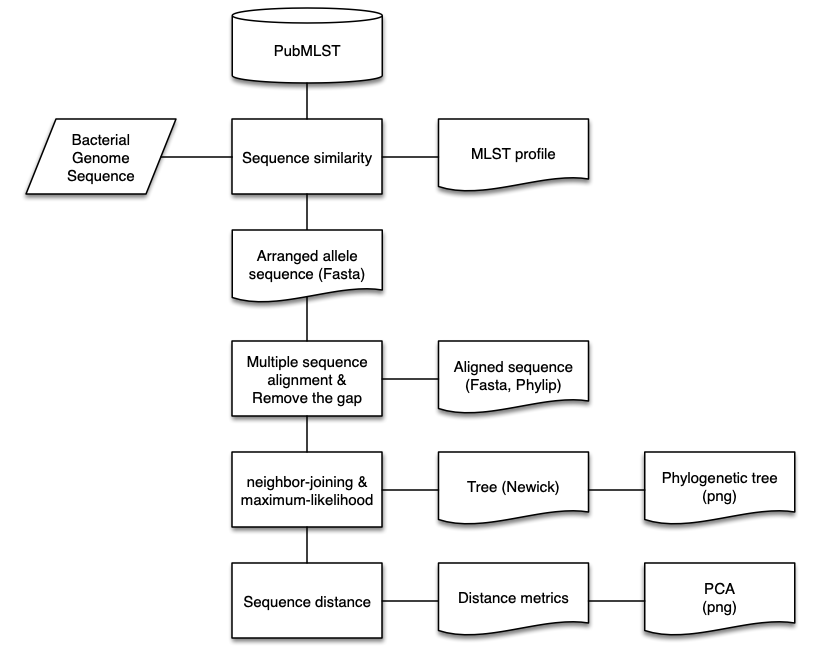 PubMLST
Bacterial
Genome
Sequence
Sequence similarity
MLST profile
Arranged allele
sequence (Fasta)
Multiple sequence
alignment &
Remove the gap
Aligned sequence
(Fasta, Phylip)
neighbor-joining &
maximum-likelihood
Tree (Newick)
Phylogenetic tree
(png)
Sequence distance
Distance metrics
PCA
(png)